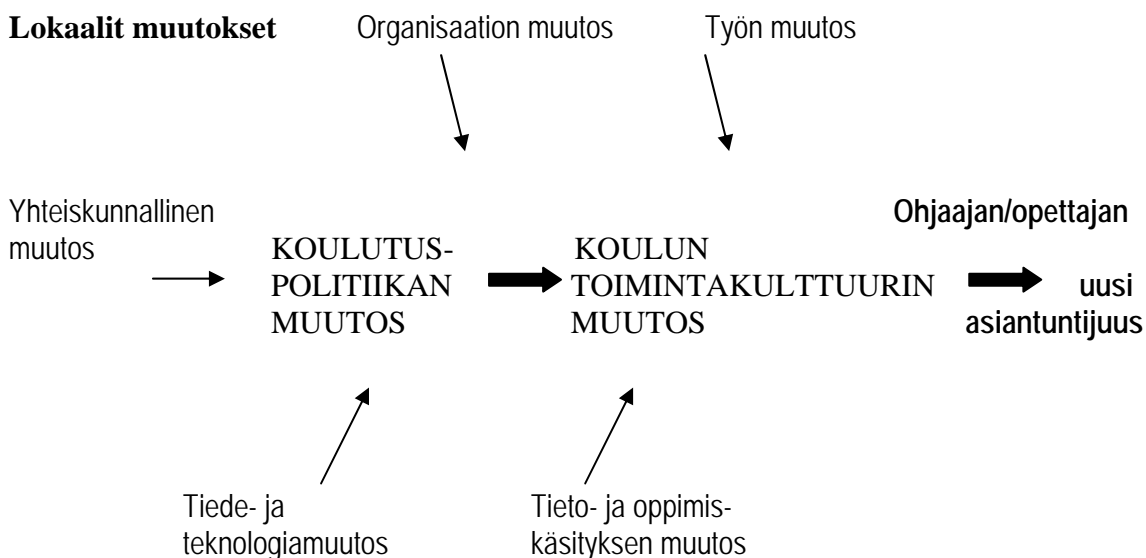 Lokaalit muutokset
Organisaation muutos
Työn muutos
Yhteiskunnallinen
muutos
KOULUTUS-
POLITIIKAN
MUUTOS
KOULUN
TOIMINTAKULTTUURIN
MUUTOS
Ohjaajan/opettajan
uusi
asiantuntijuus
Tiede- ja
teknologiamuutos
Tieto- ja oppimis-
käsityksen muutos